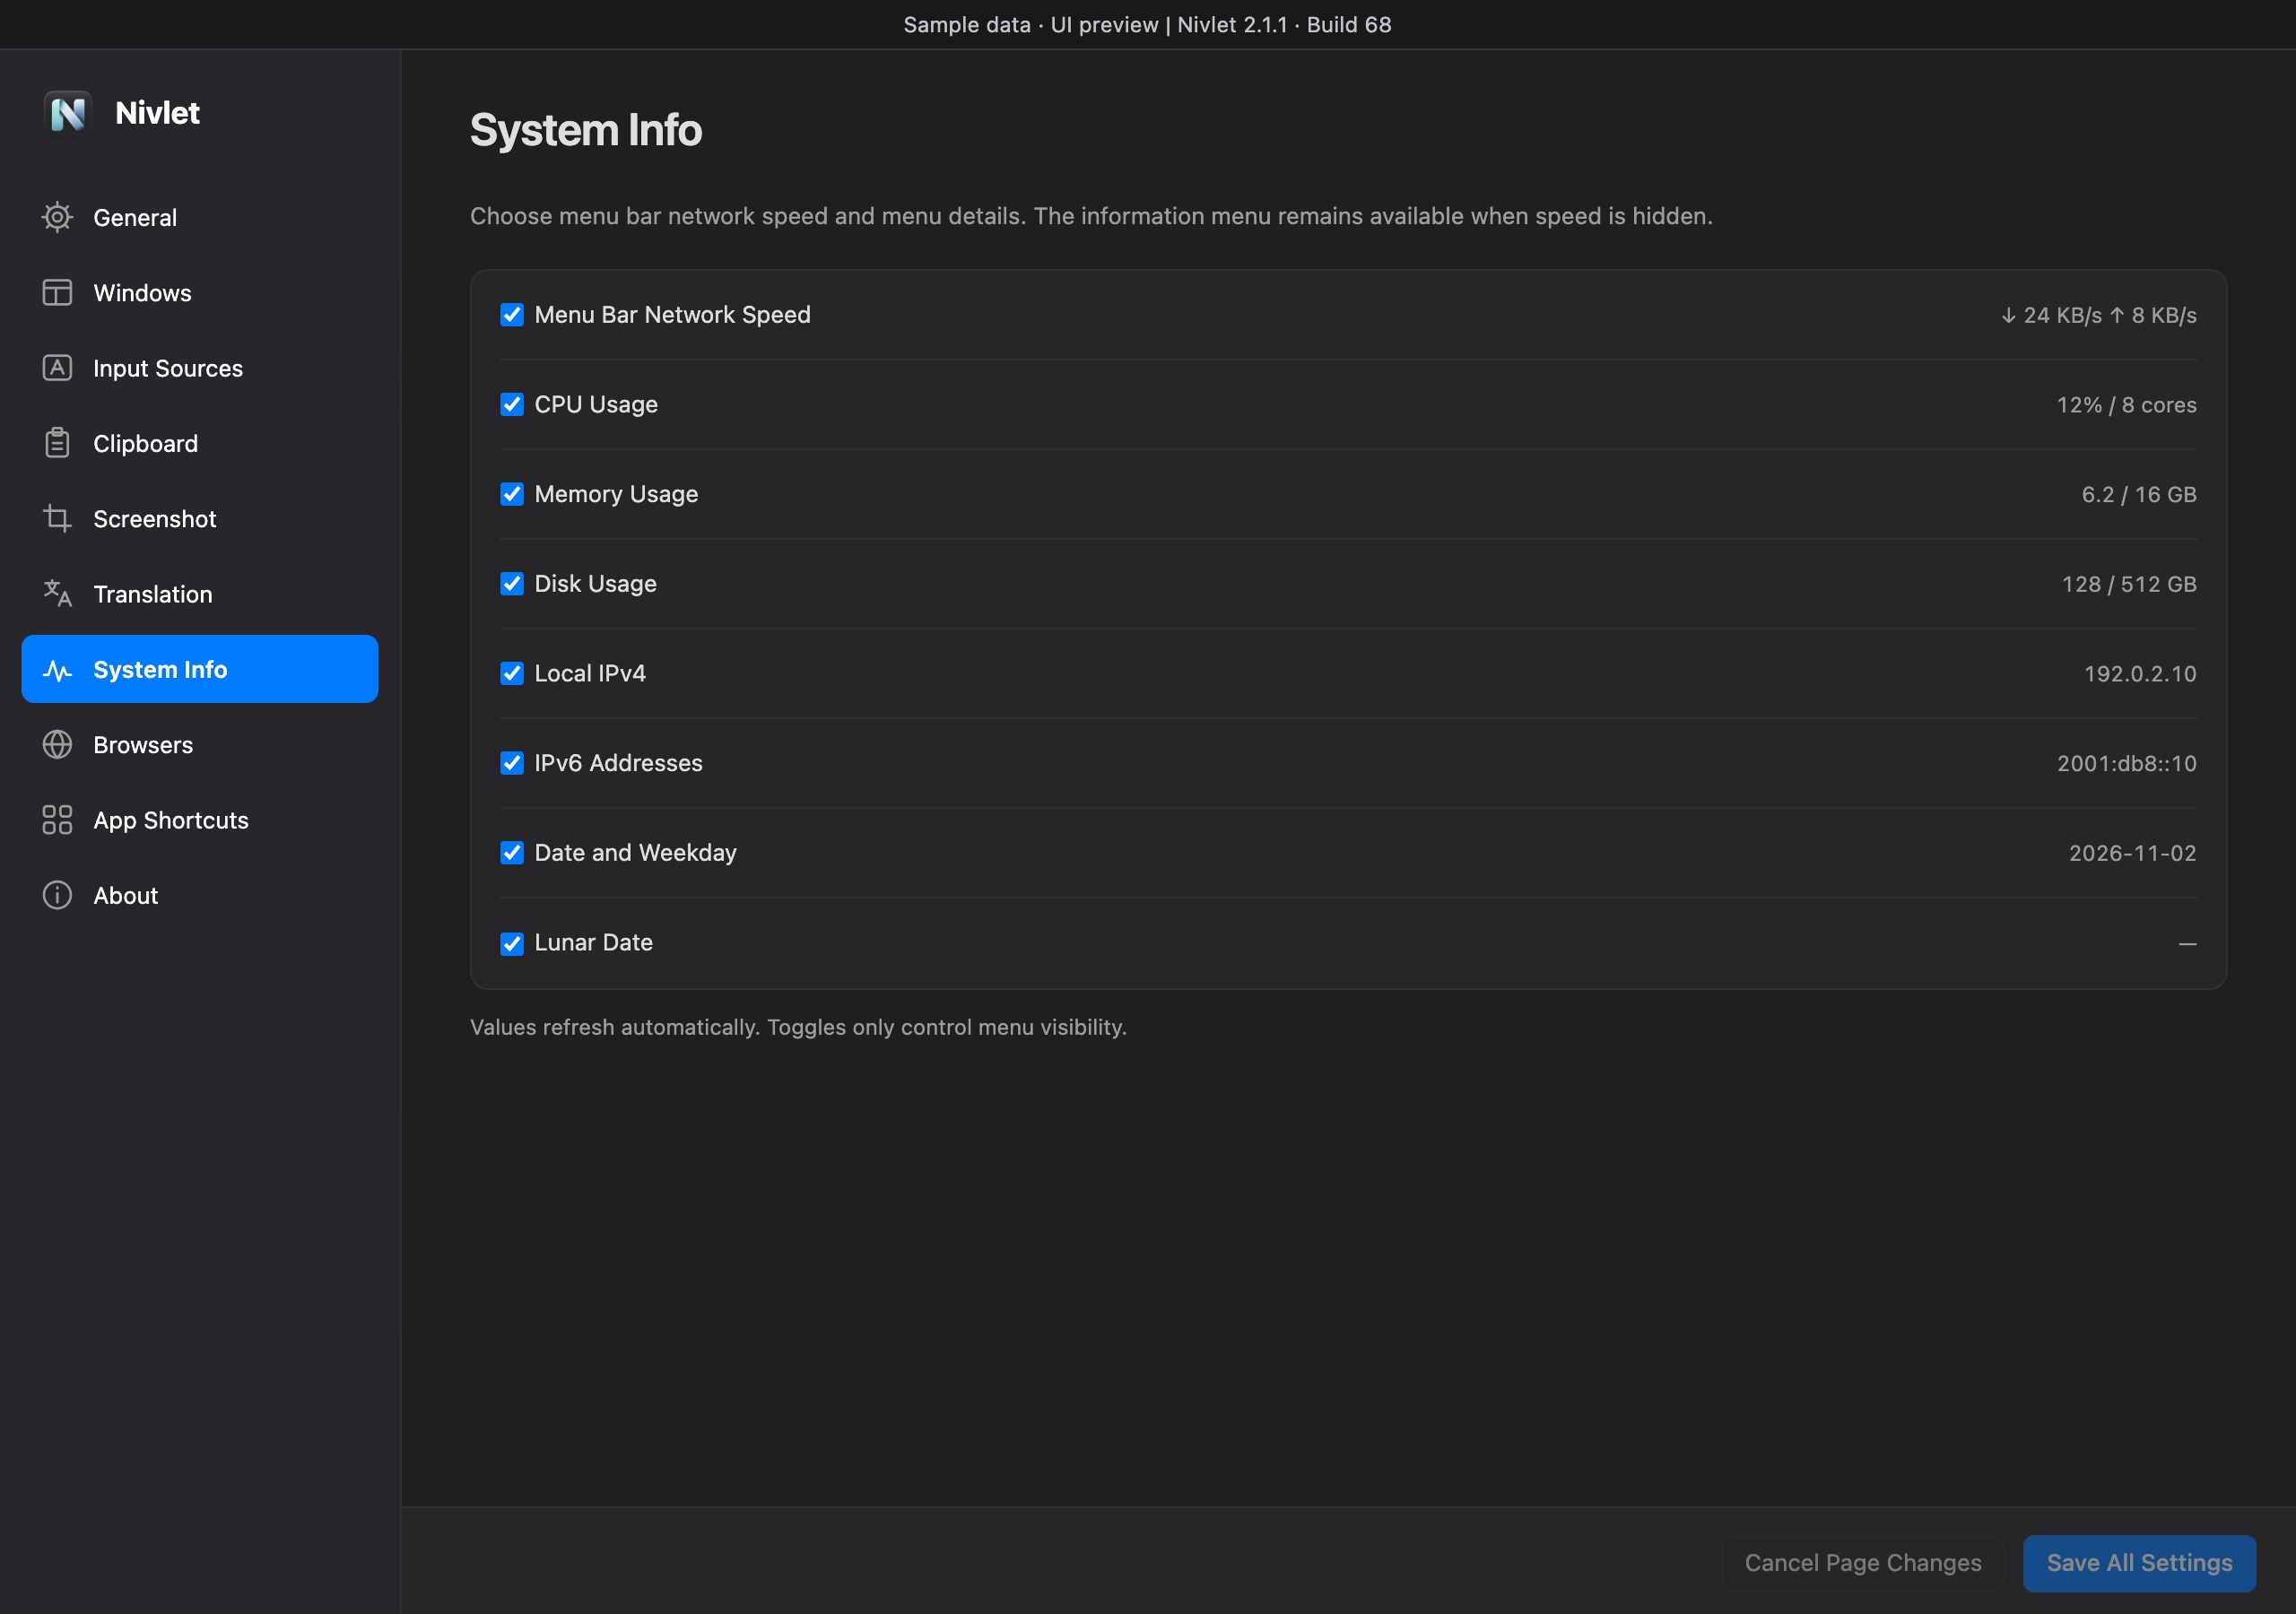 Sample data · UI preview | Nivlet 2.1.1 · Build 68
Nivlet
General
Windows
Input Sources
Clipboard
Screenshot
Translation
System Info
Browsers
App Shortcuts
About
System Info
Choose menu bar network speed and menu details. The information menu remains available when speed is hidden.
Menu Bar Network Speed ↓ 24 KB/s ↑ 8 KB/s
CPU Usage 12% / 8 cores
Memory Usage 6.2 / 16 GB
Disk Usage 128 / 512 GB
Local IPv4 192.0.2.10
IPv6 Addresses 2001:db8::10
Date and Weekday 2026-11-02
Lunar Date —
Values refresh automatically. Toggles only control menu visibility.
Cancel Page Changes Save All Settings